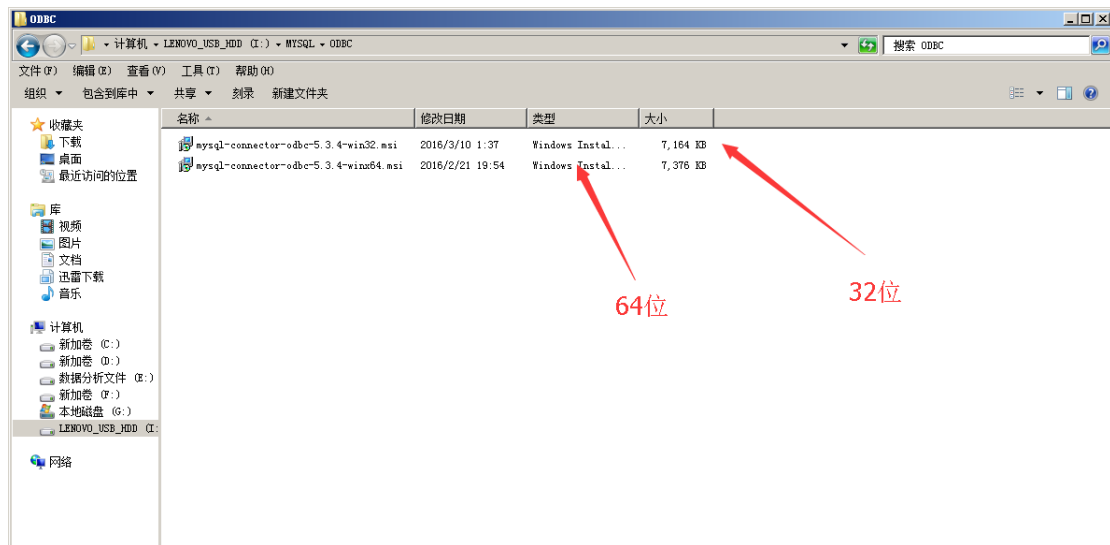 ODBC
计算机 LENOVO_USB_HDD (I:) MYSQL ODBC
搜索 ODBC
文件(F) 编辑(E) 查看(V) 工具(T) 帮助(H)
组织 包含到库中 共享 刻录 新建文件夹
名称 修改日期 类型 大小
mysql-connector-odbc-5.3.4-win32.msi 2016/3/10 1:37 Windows Instal... 7,164 KB
mysql-connector-odbc-5.3.4-winx64.msi 2016/2/21 19:54 Windows Instal... 7,376 KB
收藏夹
下载
桌面
最近访问的位置
库
视频
图片
文档
迅雷下载
音乐
计算机
新加卷 (C:)
新加卷 (D:)
数据分析文件 (E:)
新加卷 (F:)
本地磁盘 (G:)
LENOVO_USB_HDD (I:
网络
64位
32位